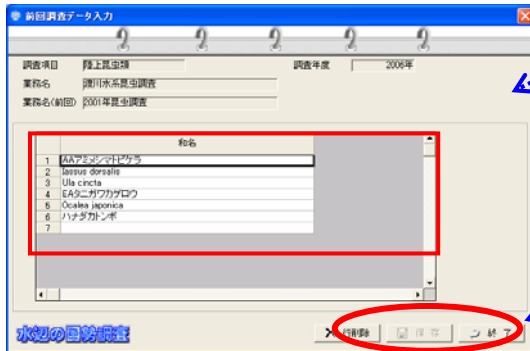 前回調査データ入力
調査項目 陸上昆虫類 調査年度 2006年
業務名 渡川水系昆虫調査
業務名(前回) 2001年昆虫調査
和名
1 AAアミメシマトビケラ
2 Iassus dorsalis
3 Ula cincta
4 EAタニガワカゲロウ
5 Ocalea japonica
6 ハナダカトンボ
7
水辺の国勢調査
行削除 保存 終了